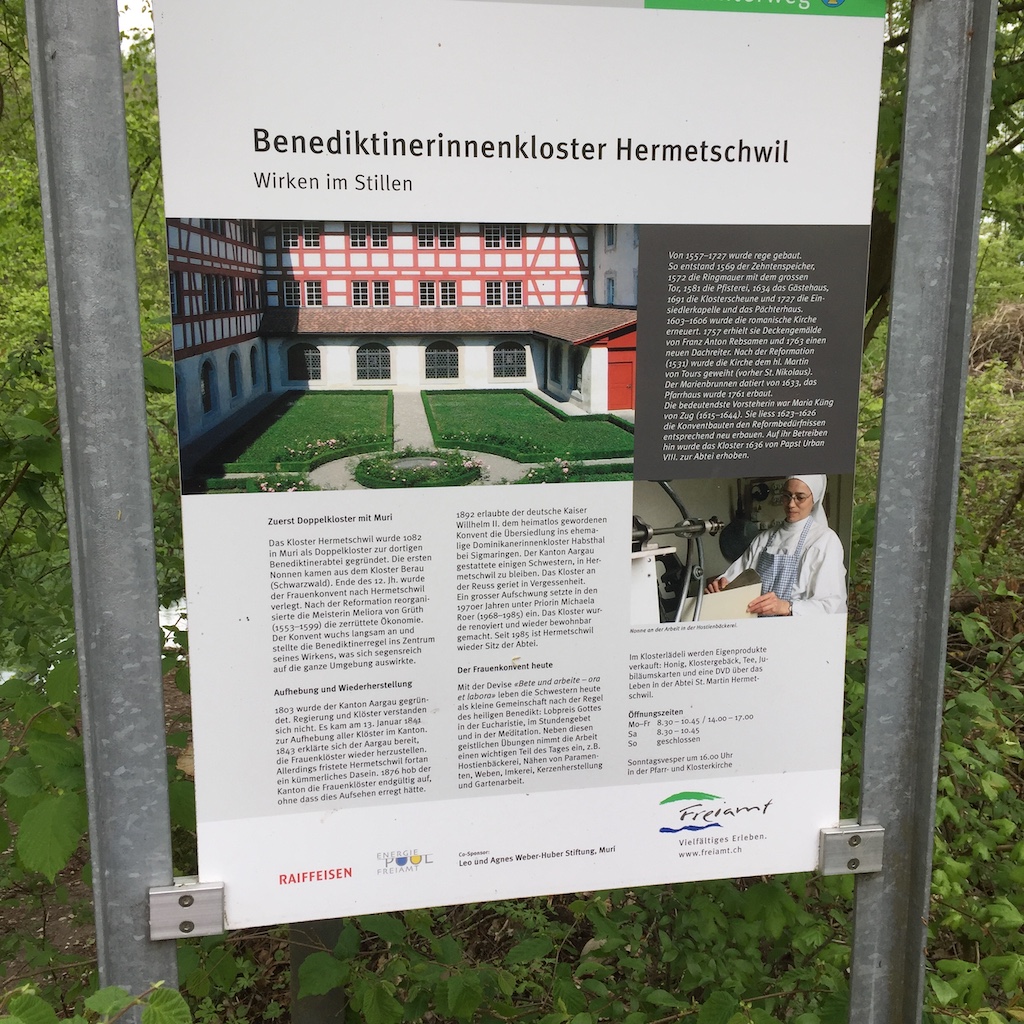 Benediktinerinnenkloster Hermetschwil
Wirken im Stillen
Von 1557–1727 wurde rege gebaut.
So entstand 1569 der Zehntenspeicher,
1572 die Ringmauer mit dem grossen
Tor, 1581 die Pfisterei, 1634 das Gästehaus,
1691 die Klosterscheune und 1727 die Ein-
siedlerkapelle und das Pächterhaus.
1603–1606 wurde die romanische Kirche
erneuert. 1757 erhielt sie Deckengemälde
von Franz Anton Rebsamen und 1763 einen
neuen Dachreiter. Nach der Reformation
(1531) wurde die Kirche dem hl. Martin
von Tours geweiht (vorher St. Nikolaus).
Der Marienbrunnen datiert von 1633, das
Pfarrhaus wurde 1761 erbaut.
Die bedeutendste Vorsteherin war Maria Küng
von Zug (1615–1644). Sie liess 1623–1626
die Konventbauten den Reformbedürfnissen
entsprechend neu erbauen. Auf ihr Betreiben
hin wurde das Kloster 1636 von Papst Urban
VIII. zur Abtei erhoben.
Zuerst Doppelkloster mit Muri
Das Kloster Hermetschwil wurde 1082
in Muri als Doppelkloster zur dortigen
Benediktinerabtei gegründet. Die ersten
Nonnen kamen aus dem Kloster Berau
(Schwarzwald). Ende des 12. Jh. wurde
der Frauenkonvent nach Hermetschwil
verlegt. Nach der Reformation reorgani-
sierte die Meisterin Meliora von Grüth
(1553–1599) die zerrüttete Ökonomie.
Der Konvent wuchs langsam an und
stellte die Benediktinerregel ins Zentrum
seines Wirkens, was sich segensreich
auf die ganze Umgebung auswirkte.
Aufhebung und Wiederherstellung
1803 wurde der Kanton Aargau gegrün-
det. Regierung und Klöster verstanden
sich nicht. Es kam am 13. Januar 1841
zur Aufhebung aller Klöster im Kanton.
1843 erklärte sich der Aargau bereit,
die Frauenklöster wieder herzustellen.
Allerdings fristete Hermetschwil fortan
ein kümmerliches Dasein. 1876 hob der
Kanton die Frauenklöster endgültig auf,
ohne dass dies Aufsehen erregt hätte.
1892 erlaubte der deutsche Kaiser
Willhelm II. dem heimatlos gewordenen
Konvent die Übersiedlung ins ehema-
lige Dominikanerinnenkloster Habsthal
bei Sigmaringen. Der Kanton Aargau
gestattete einigen Schwestern, in Her-
metschwil zu bleiben. Das Kloster an
der Reuss geriet in Vergessenheit.
Ein grosser Aufschwung setzte in den
1970er Jahren unter Priorin Michaela
Roer (1968–1985) ein. Das Kloster wur-
de renoviert und wieder bewohnbar
gemacht. Seit 1985 ist Hermetschwil
wieder Sitz der Abtei.
Der Frauenkonvent heute
Mit der Devise «Bete und arbeite – ora
et labora» leben die Schwestern heute
als kleine Gemeinschaft nach der Regel
des heiligen Benedikt: Lobpreis Gottes
in der Eucharistie, im Stundengebet
und in der Meditation. Neben diesen
geistlichen Übungen nimmt die Arbeit
einen wichtigen Teil des Tages ein, z.B.
Hostienbäckerei, Nähen von Paramen-
ten, Weben, Imkerei, Kerzenherstellung
und Gartenarbeit.
Nonne an der Arbeit in der Hostienbäckerei.
Im Klosterlädeli werden Eigenprodukte
verkauft: Honig, Klostergebäck, Tee, Ju-
biläumskarten und eine DVD über das
Leben in der Abtei St. Martin Hermet-
schwil.
Öffnungszeiten
Mo–Fr 8.30 – 10.45 / 14.00 – 17.00
Sa 8.30 – 10.45
So geschlossen
Sonntagsvesper um 16.00 Uhr
in der Pfarr- und Klosterkirche
RAIFFEISEN
ENERGIE
POOL
FREIAMT
Co-Sponsor:
Leo und Agnes Weber-Huber Stiftung, Muri
Freiamt
Vielfältiges Erleben.
www.freiamt.ch